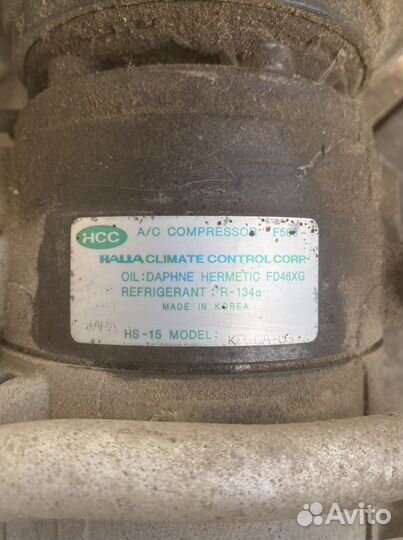 HCC A/C COMPRESSOR F500
HALLA CLIMATE CONTROL CORP.
OIL:DAPHNE HERMETIC FD46XG
REFRIGERANT :R-134a
MADE IN KOREA
HS-15 MODEL:
Avito